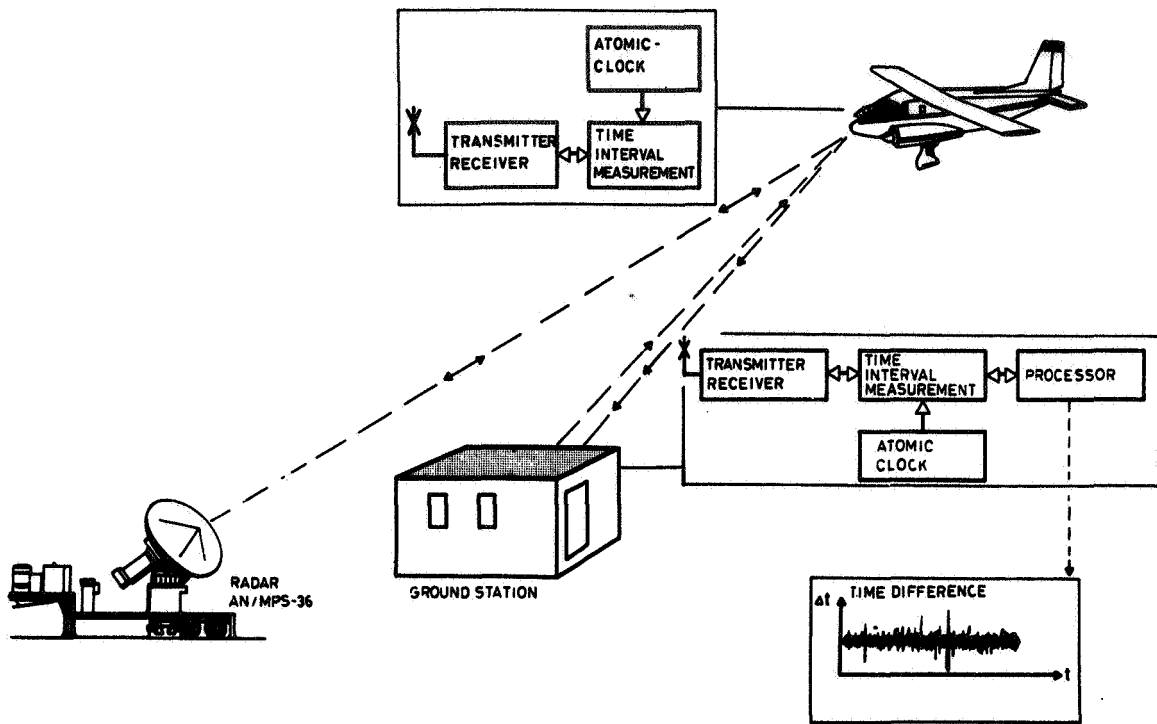 ATOMIC-
CLOCK
TRANSMITTER
RECEIVER
TIME
INTERVAL
MEASUREMENT
TRANSMITTER
RECEIVER
TIME
INTERVAL
MEASUREMENT
PROCESSOR
ATOMIC
CLOCK
RADAR
AN/MPS-36
GROUND STATION
Δt
TIME DIFFERENCE
t